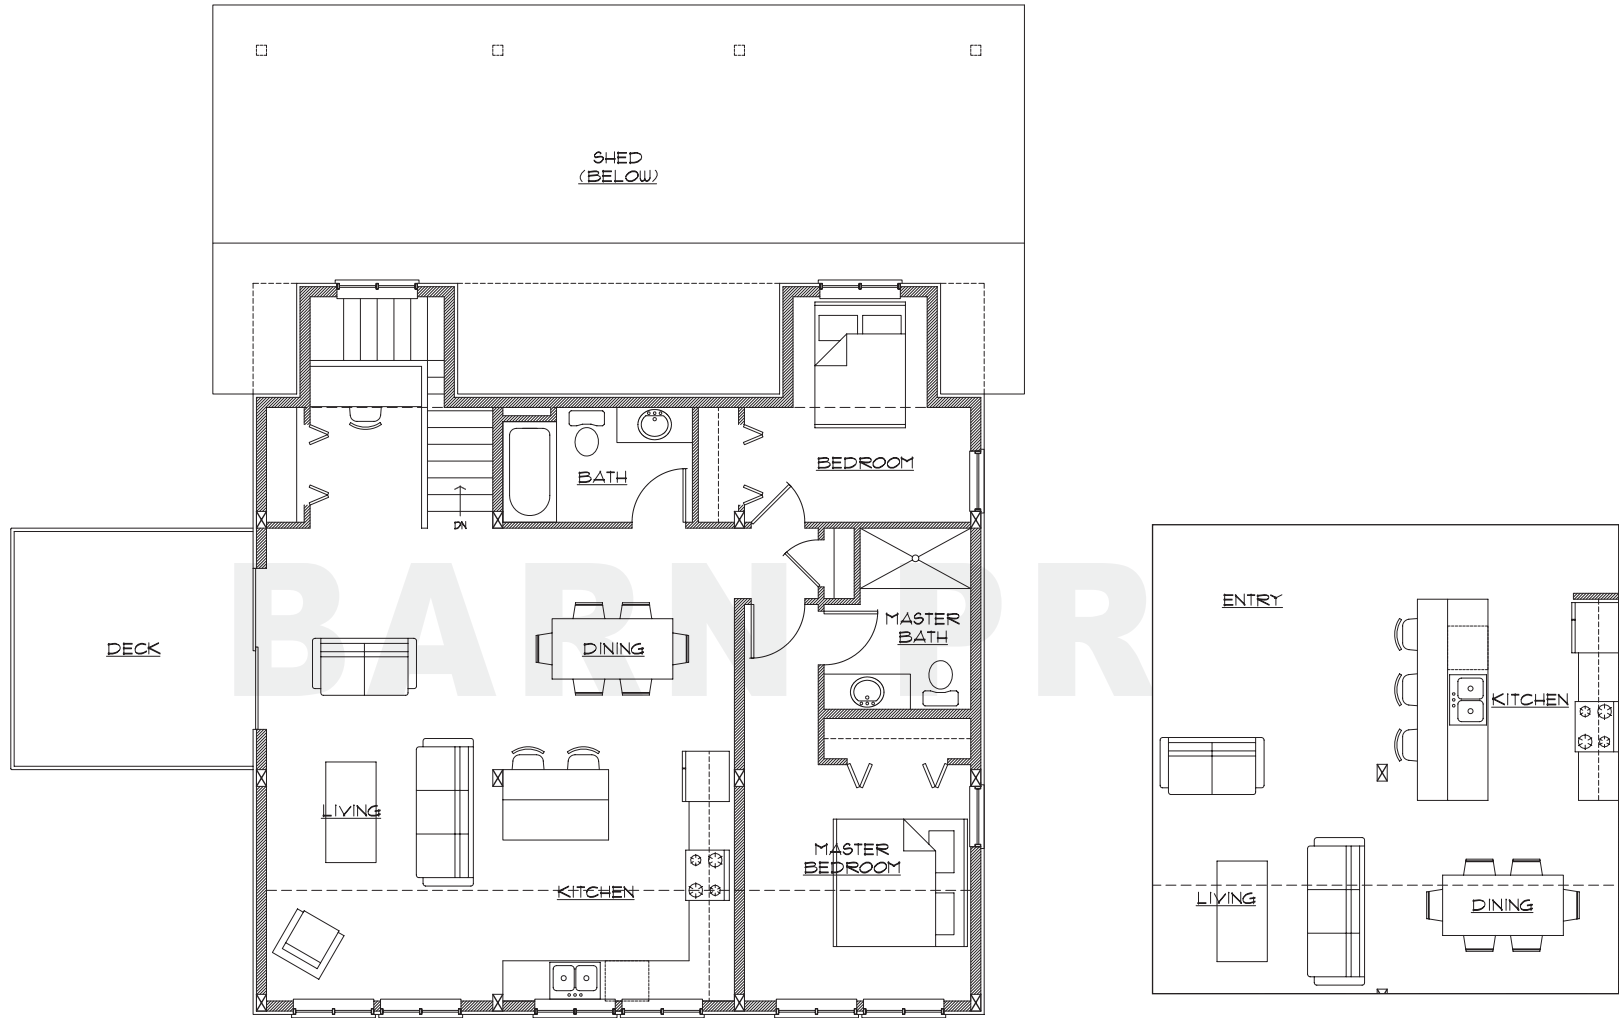 SHED
(BELOW)
BATH
BEDROOM
DN
ENTRY
MASTER
BATH
DECK
DINING
KITCHEN
LIVING
MASTER
BEDROOM
KITCHEN
LIVING
DINING
BARN PR